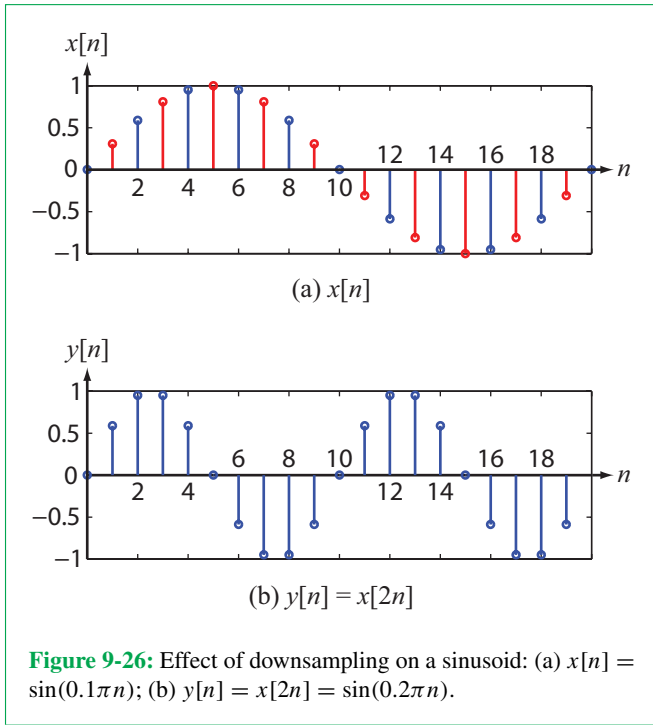 x[n]
1
0.5
0
−0.5
−1
2 4 6 8 10 12 14 16 18
n
(a) x[n]
y[n]
1
0.5
0
−0.5
−1
2 4 6 8 10 12 14 16 18
n
(b) y[n] = x[2n]
Figure 9-26: Effect of downsampling on a sinusoid: (a) x[n] =
sin(0.1πn); (b) y[n] = x[2n] = sin(0.2πn).